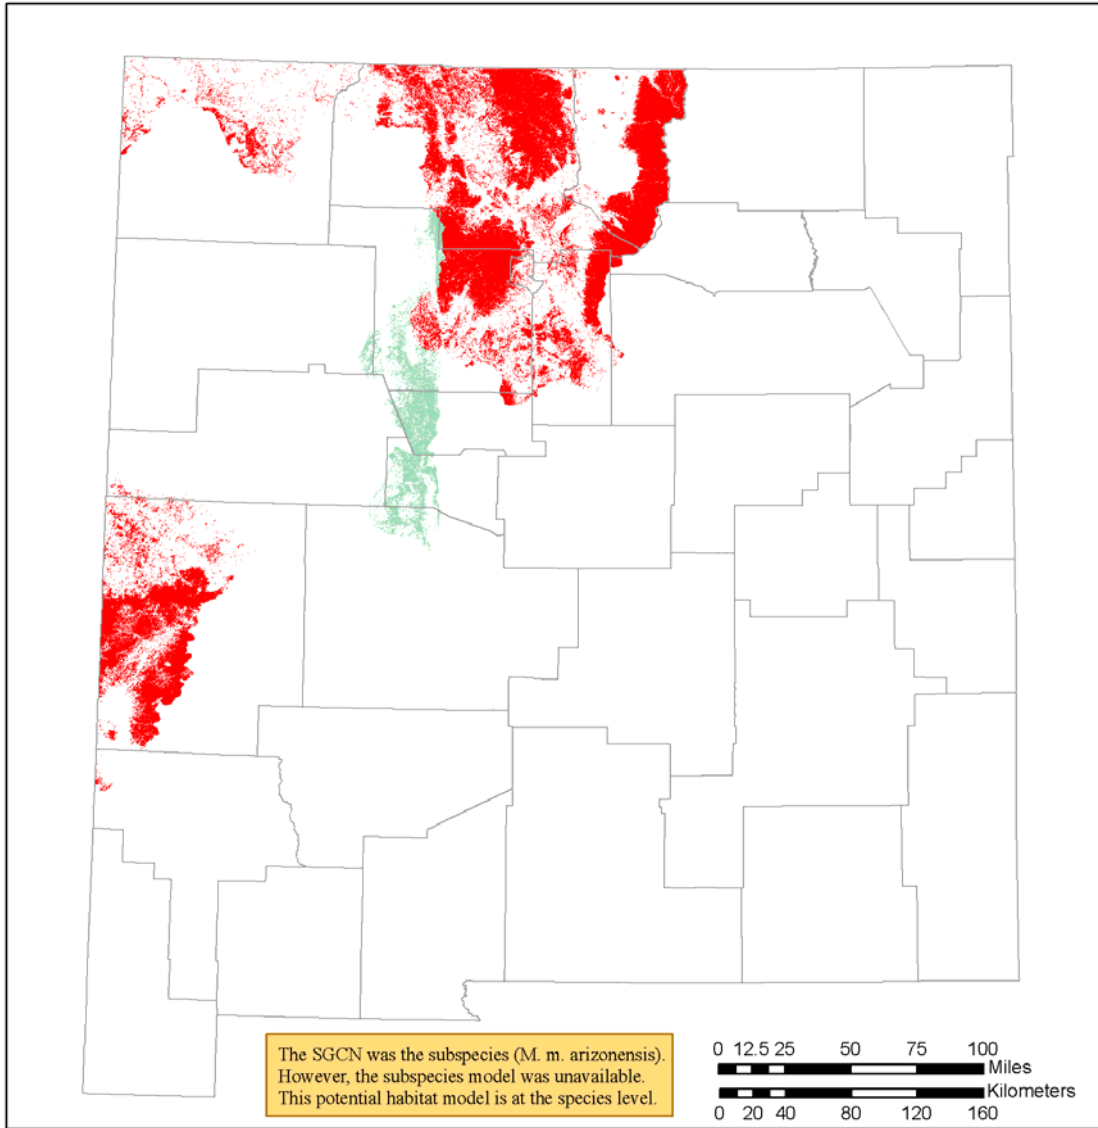 The SGCN was the subspecies (M. m. arizonensis).
However, the subspecies model was unavailable.
This potential habitat model is at the species level.
0 12.5 25 50 75 100
Miles
Kilometers
0 20 40 80 120 160